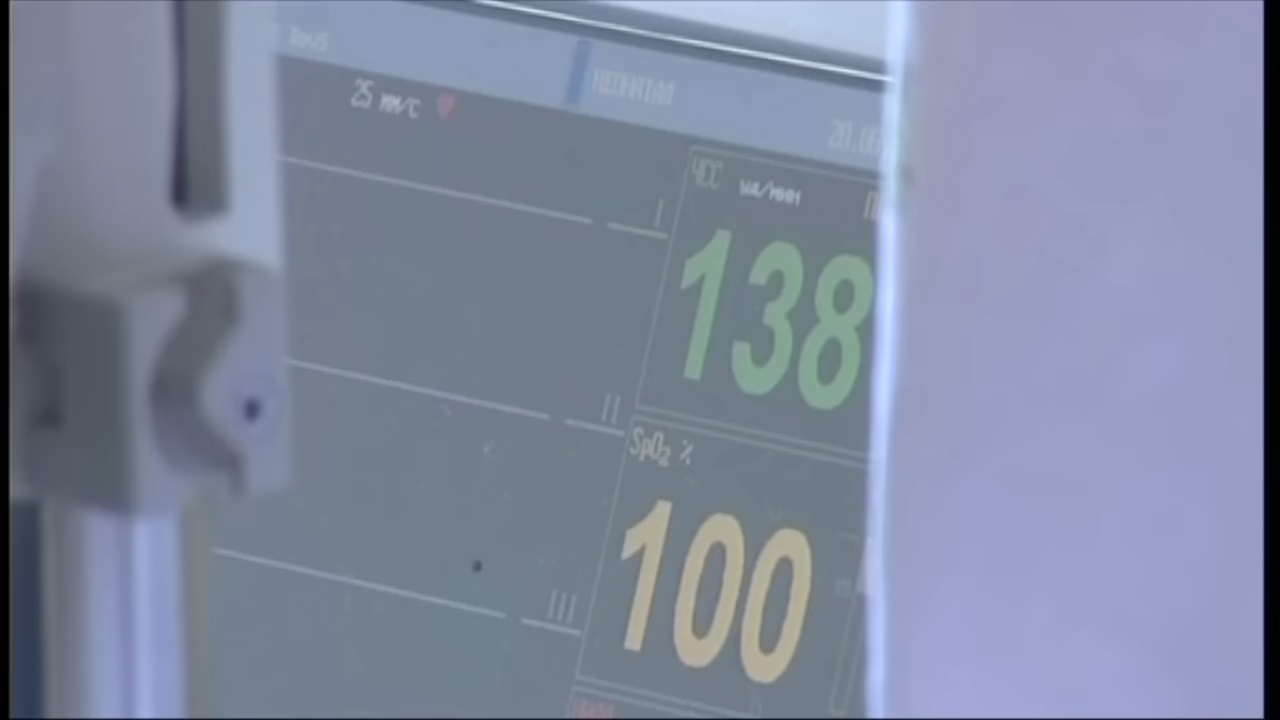 НЕОНАТАЛ
25 мм/с
ЧСС уд/мин
I
138
II
SpO₂ %
100
III